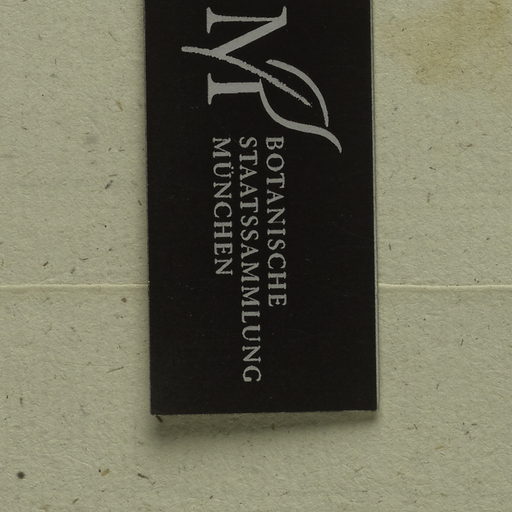 M
BOTANISCHE
STAATSSAMMLUNG
MÜNCHEN